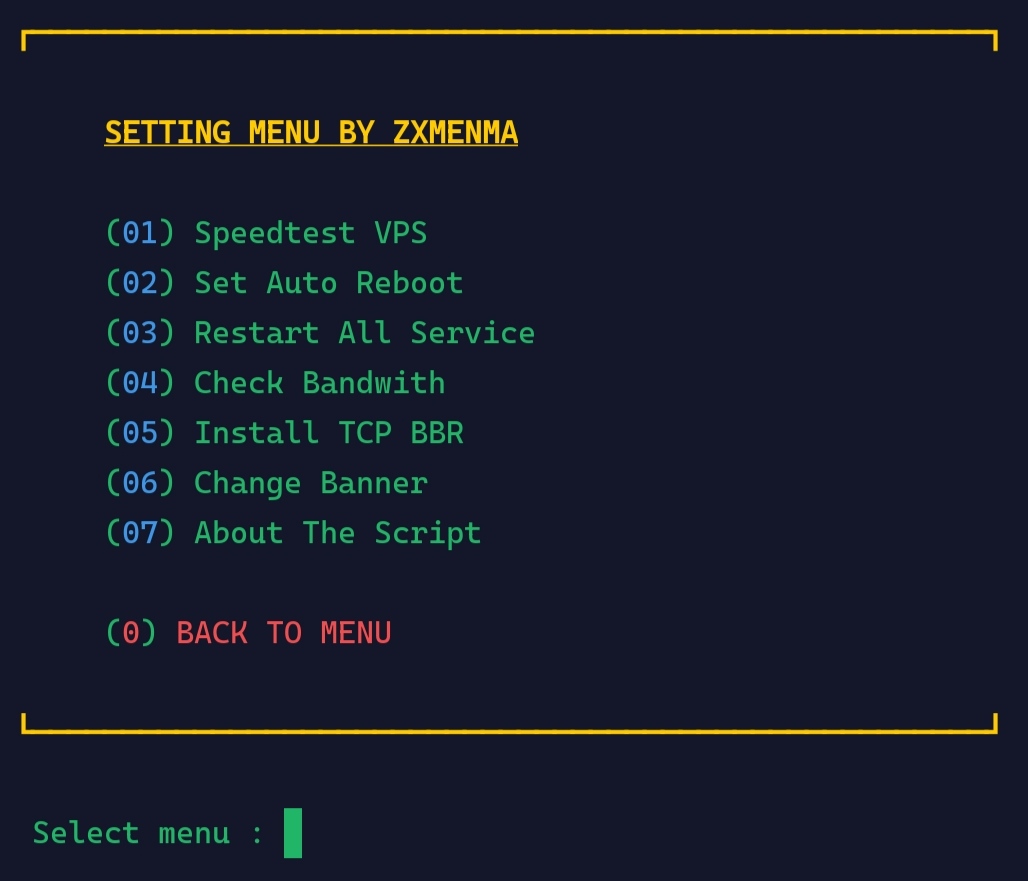 SETTING MENU BY ZXMENMA
(01) Speedtest VPS
(02) Set Auto Reboot
(03) Restart All Service
(04) Check Bandwith
(05) Install TCP BBR
(06) Change Banner
(07) About The Script
(0) BACK TO MENU
Select menu :